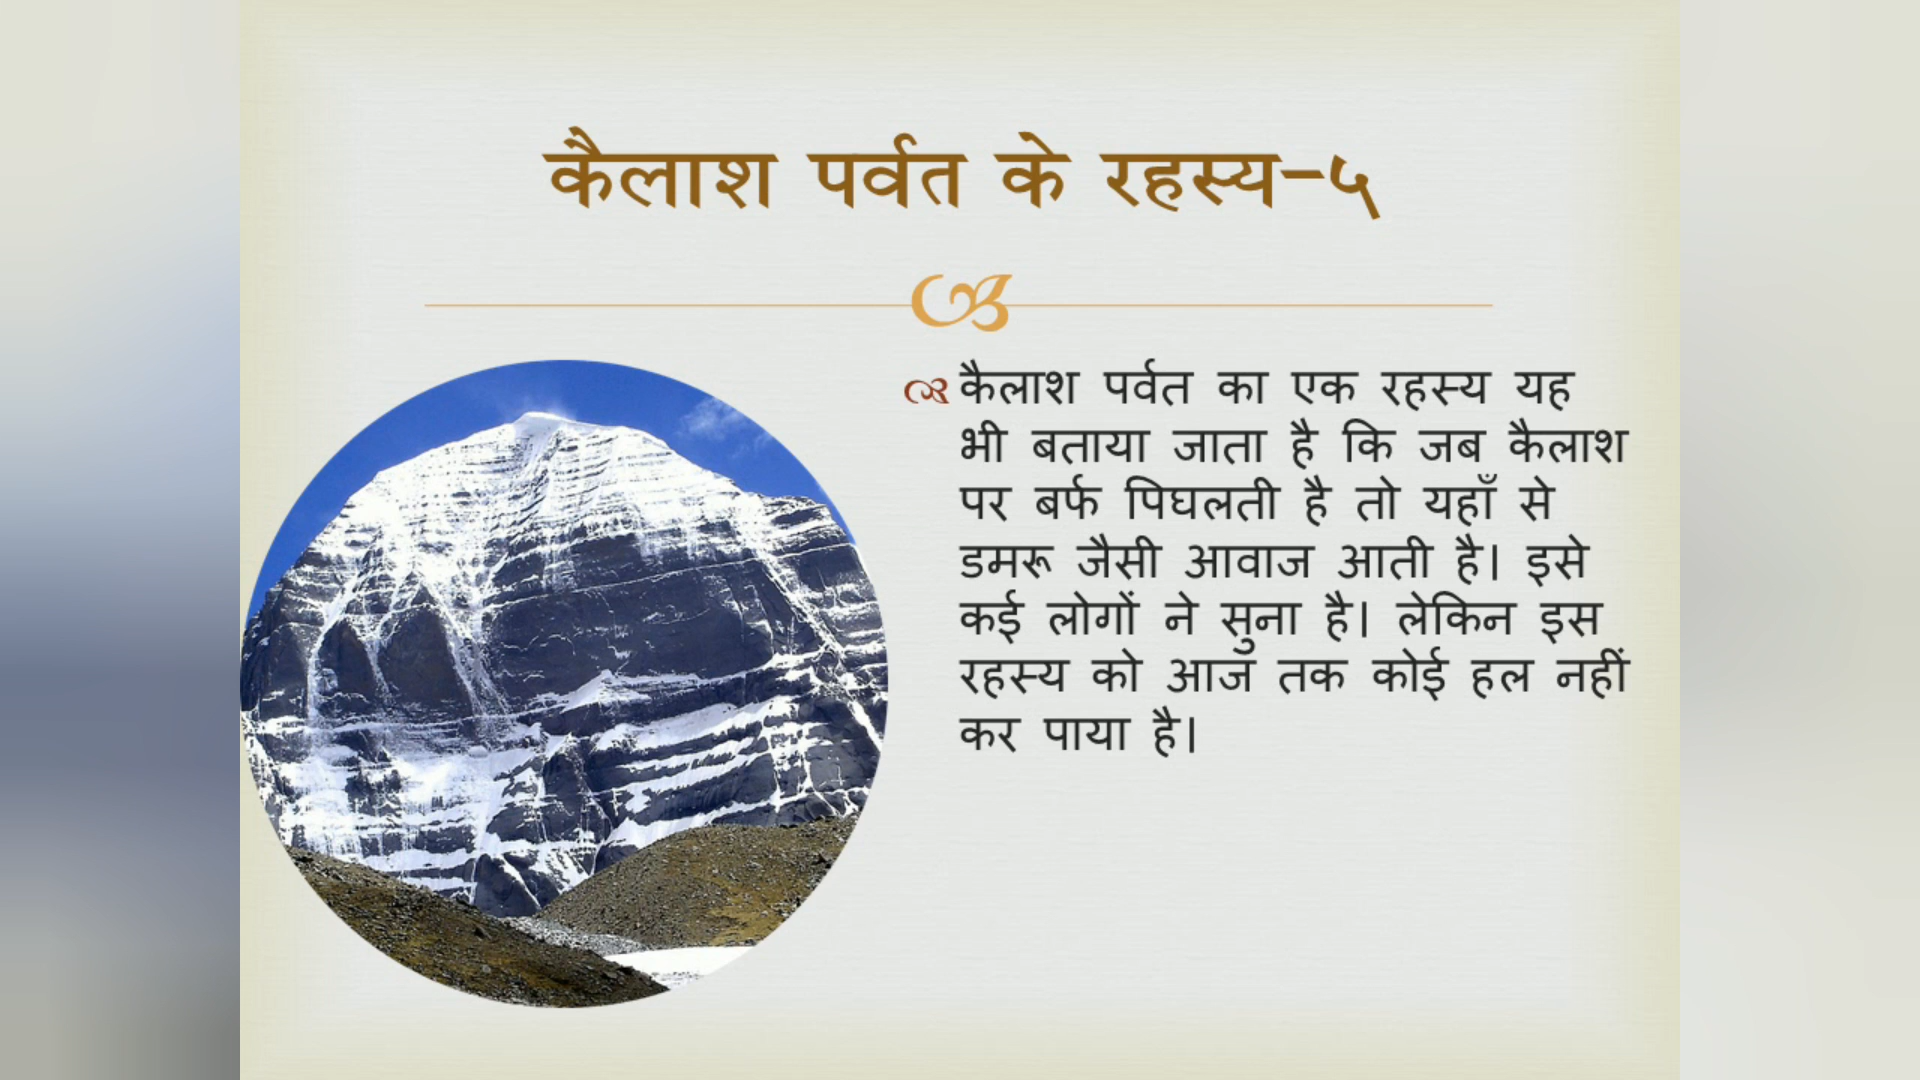 कैलाश पर्वत के रहस्य-५
कैलाश पर्वत का एक रहस्य यह
भी बताया जाता है कि जब कैलाश
पर बर्फ पिघलती है तो यहाँ से
डमरू जैसी आवाज आती है। इसे
कई लोगों ने सुना है। लेकिन इस
रहस्य को आज तक कोई हल नहीं
कर पाया है।